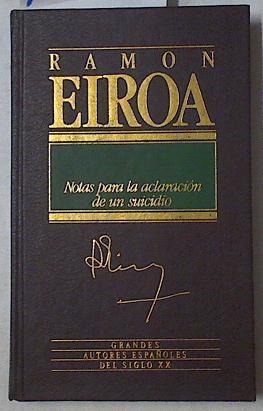 RAMON
EIROA
Notas para la aclaración
de un suicidio
GRANDES
AUTORES ESPAÑOLES
DEL SIGLO XX